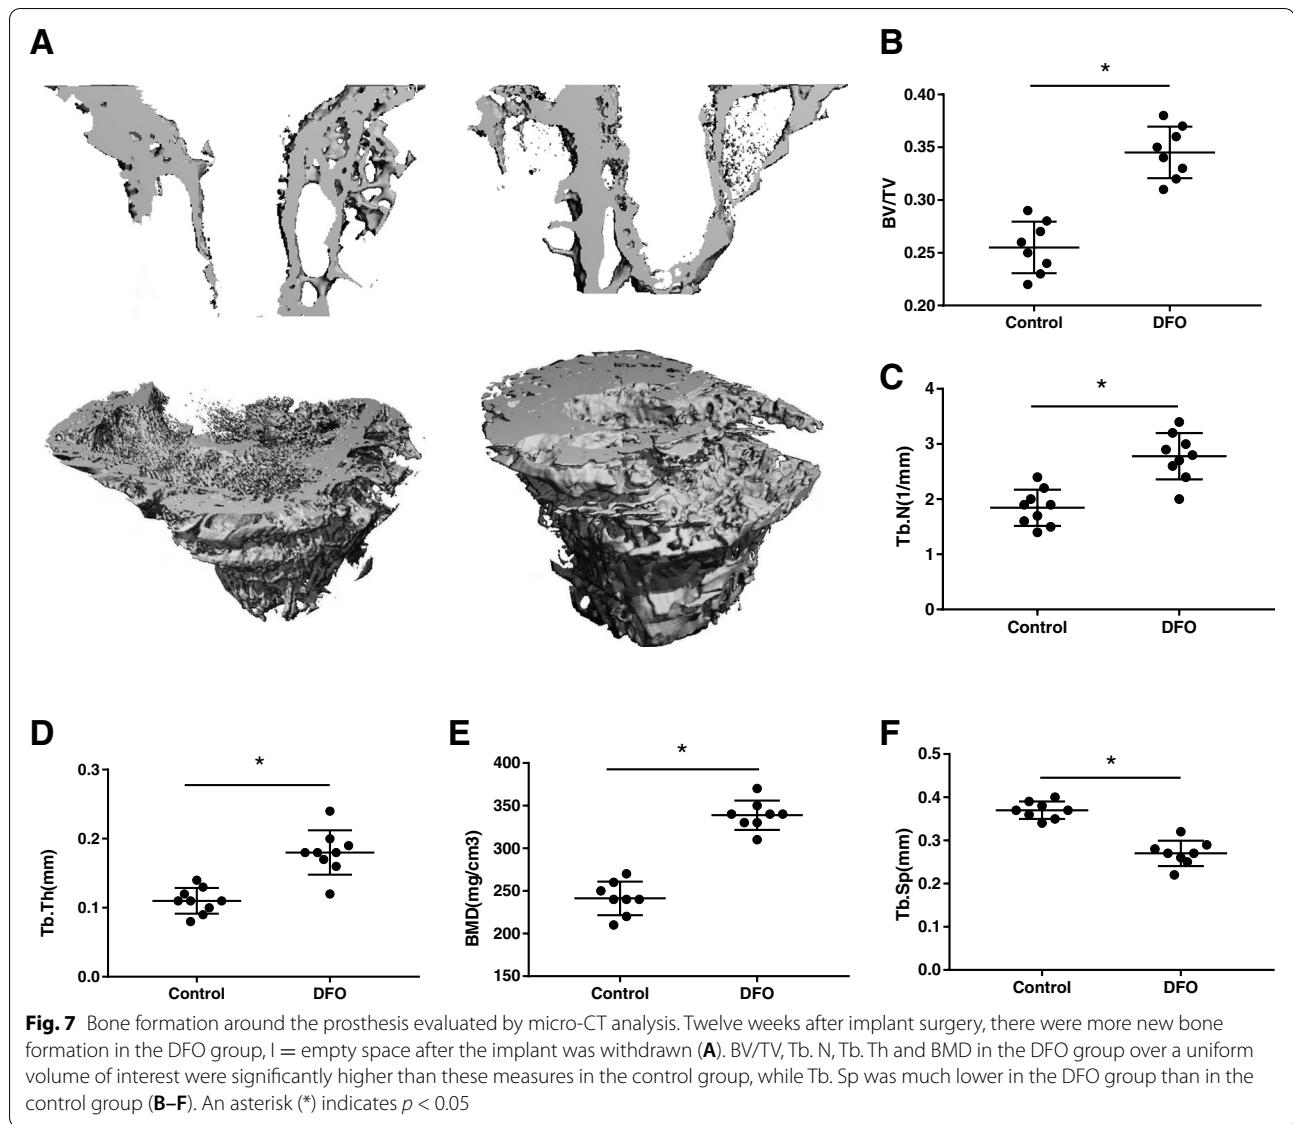 A
B
*
0.40
0.35
0.30
0.25
0.20
BV/TV
Control DFO
C
*
4
3
2
1
0
Tb.N(1/mm)
Control DFO
D
*
0.3
0.2
0.1
0.0
Tb.Th(mm)
Control DFO
E
*
400
350
300
250
200
150
BMD(mg/cm3)
Control DFO
F
*
0.5
0.4
0.3
0.2
0.1
0.0
Tb.Sp(mm)
Control DFO
Fig. 7 Bone formation around the prosthesis evaluated by micro-CT analysis. Twelve weeks after implant surgery, there were more new bone
formation in the DFO group, I = empty space after the implant was withdrawn (A). BV/TV, Tb. N, Tb. Th and BMD in the DFO group over a uniform
volume of interest were significantly higher than these measures in the control group, while Tb. Sp was much lower in the DFO group than in the
control group (B–F). An asterisk (*) indicates p < 0.05